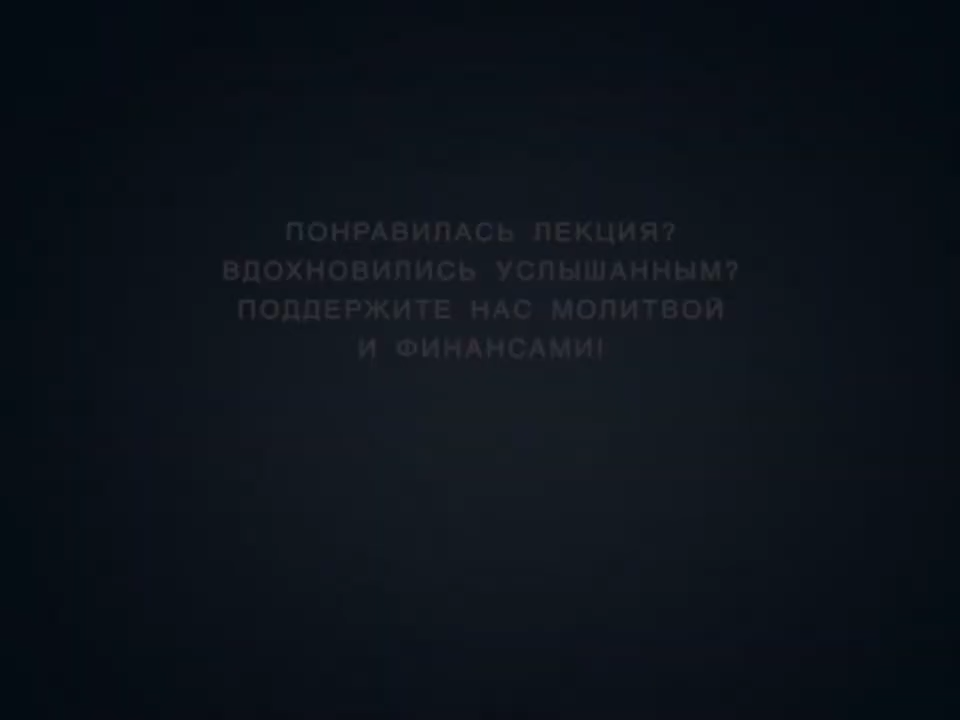 ПОНРАВИЛАСЬ ЛЕКЦИЯ?
ВДОХНОВИЛИСЬ УСЛЫШАННЫМ?
ПОДДЕРЖИТЕ НАС МОЛИТВОЙ
И ФИНАНСАМИ!